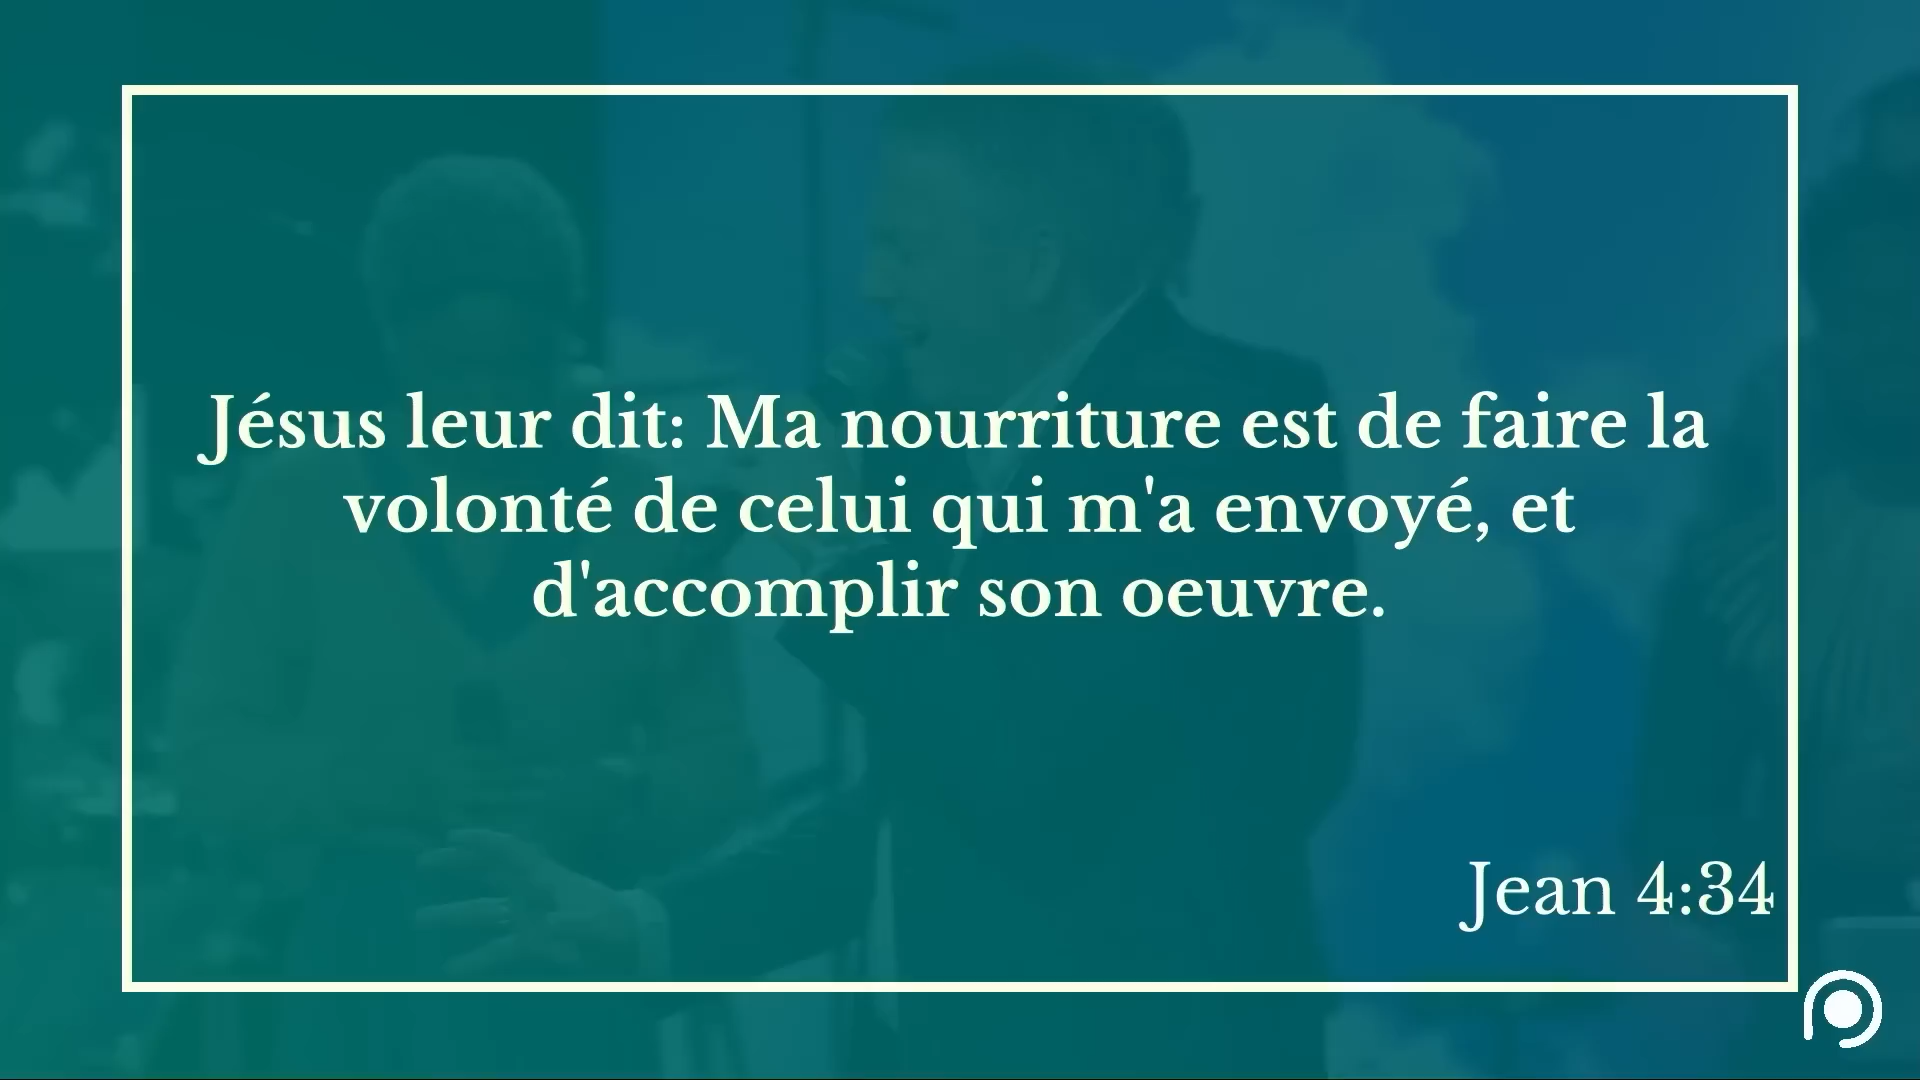 Jésus leur dit: Ma nourriture est de faire la
volonté de celui qui m'a envoyé, et
d'accomplir son oeuvre.
Jean 4:34